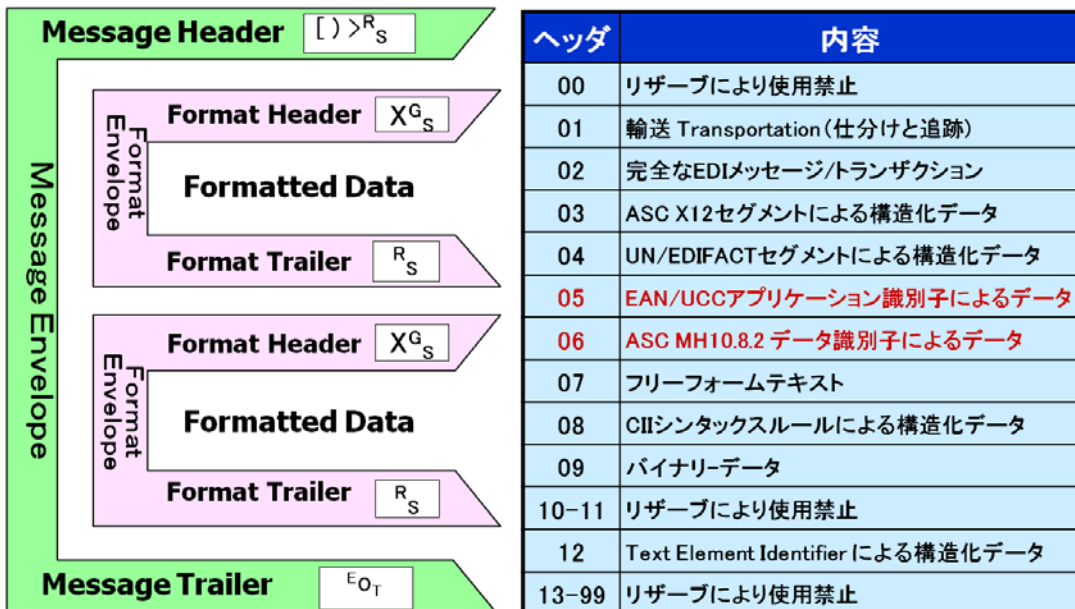 Message Header [)>RS
Format Header XGS
Format Envelope
Formatted Data
Format Trailer RS
Message Envelope
Format Header XGS
Format Envelope
Formatted Data
Format Trailer RS
Message Trailer EOT
ヘッダ 内容
00 リザーブにより使用禁止
01 輸送 Transportation(仕分けと追跡)
02 完全なEDIメッセージ/トランザクション
03 ASC X12セグメントによる構造化データ
04 UN/EDIFACTセグメントによる構造化データ
05 EAN/UCCアプリケーション識別子によるデータ
06 ASC MH10.8.2 データ識別子によるデータ
07 フリーフォームテキスト
08 CIIシンタックスルールによる構造化データ
09 バイナリ-データ
10-11 リザーブにより使用禁止
12 Text Element Identifier による構造化データ
13-99 リザーブにより使用禁止